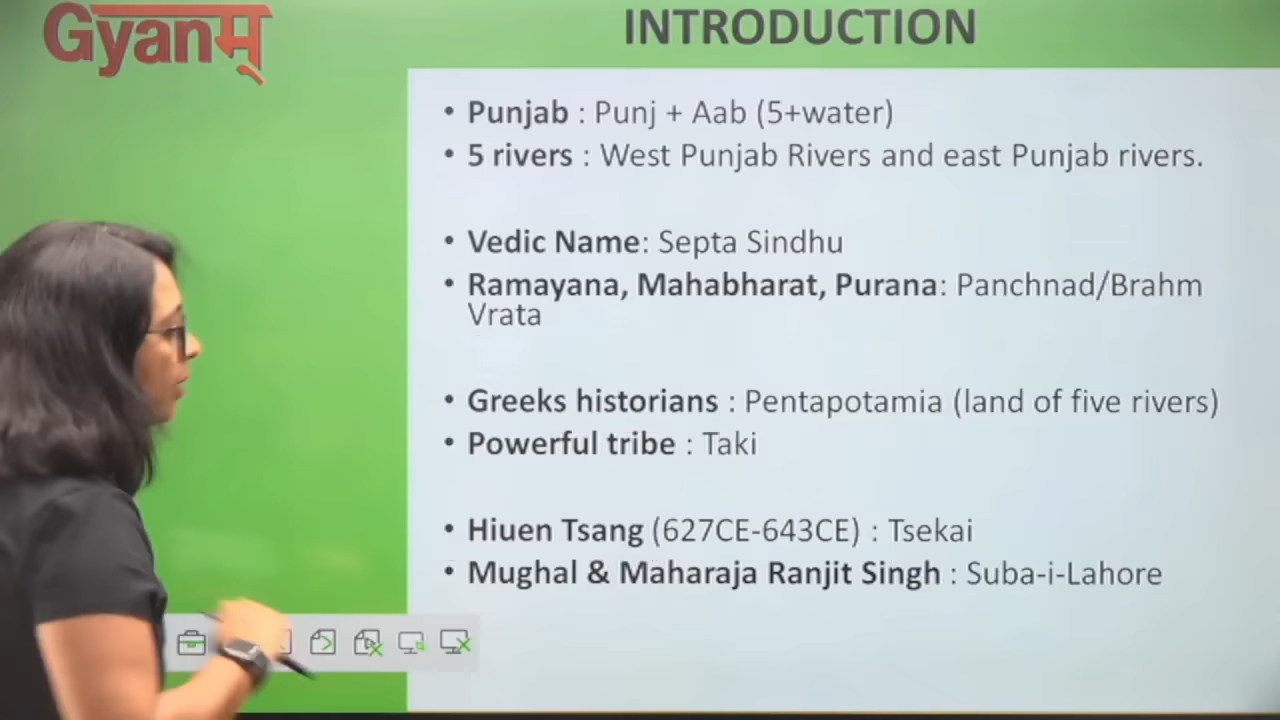 Gyanम्
INTRODUCTION
• Punjab : Punj + Aab (5+water)
• 5 rivers : West Punjab Rivers and east Punjab rivers.
• Vedic Name: Septa Sindhu
• Ramayana, Mahabharat, Purana: Panchnad/Brahm
Vrata
• Greeks historians : Pentapotamia (land of five rivers)
• Powerful tribe : Taki
• Hiuen Tsang (627CE-643CE) : Tsekai
• Mughal & Maharaja Ranjit Singh : Suba-i-Lahore